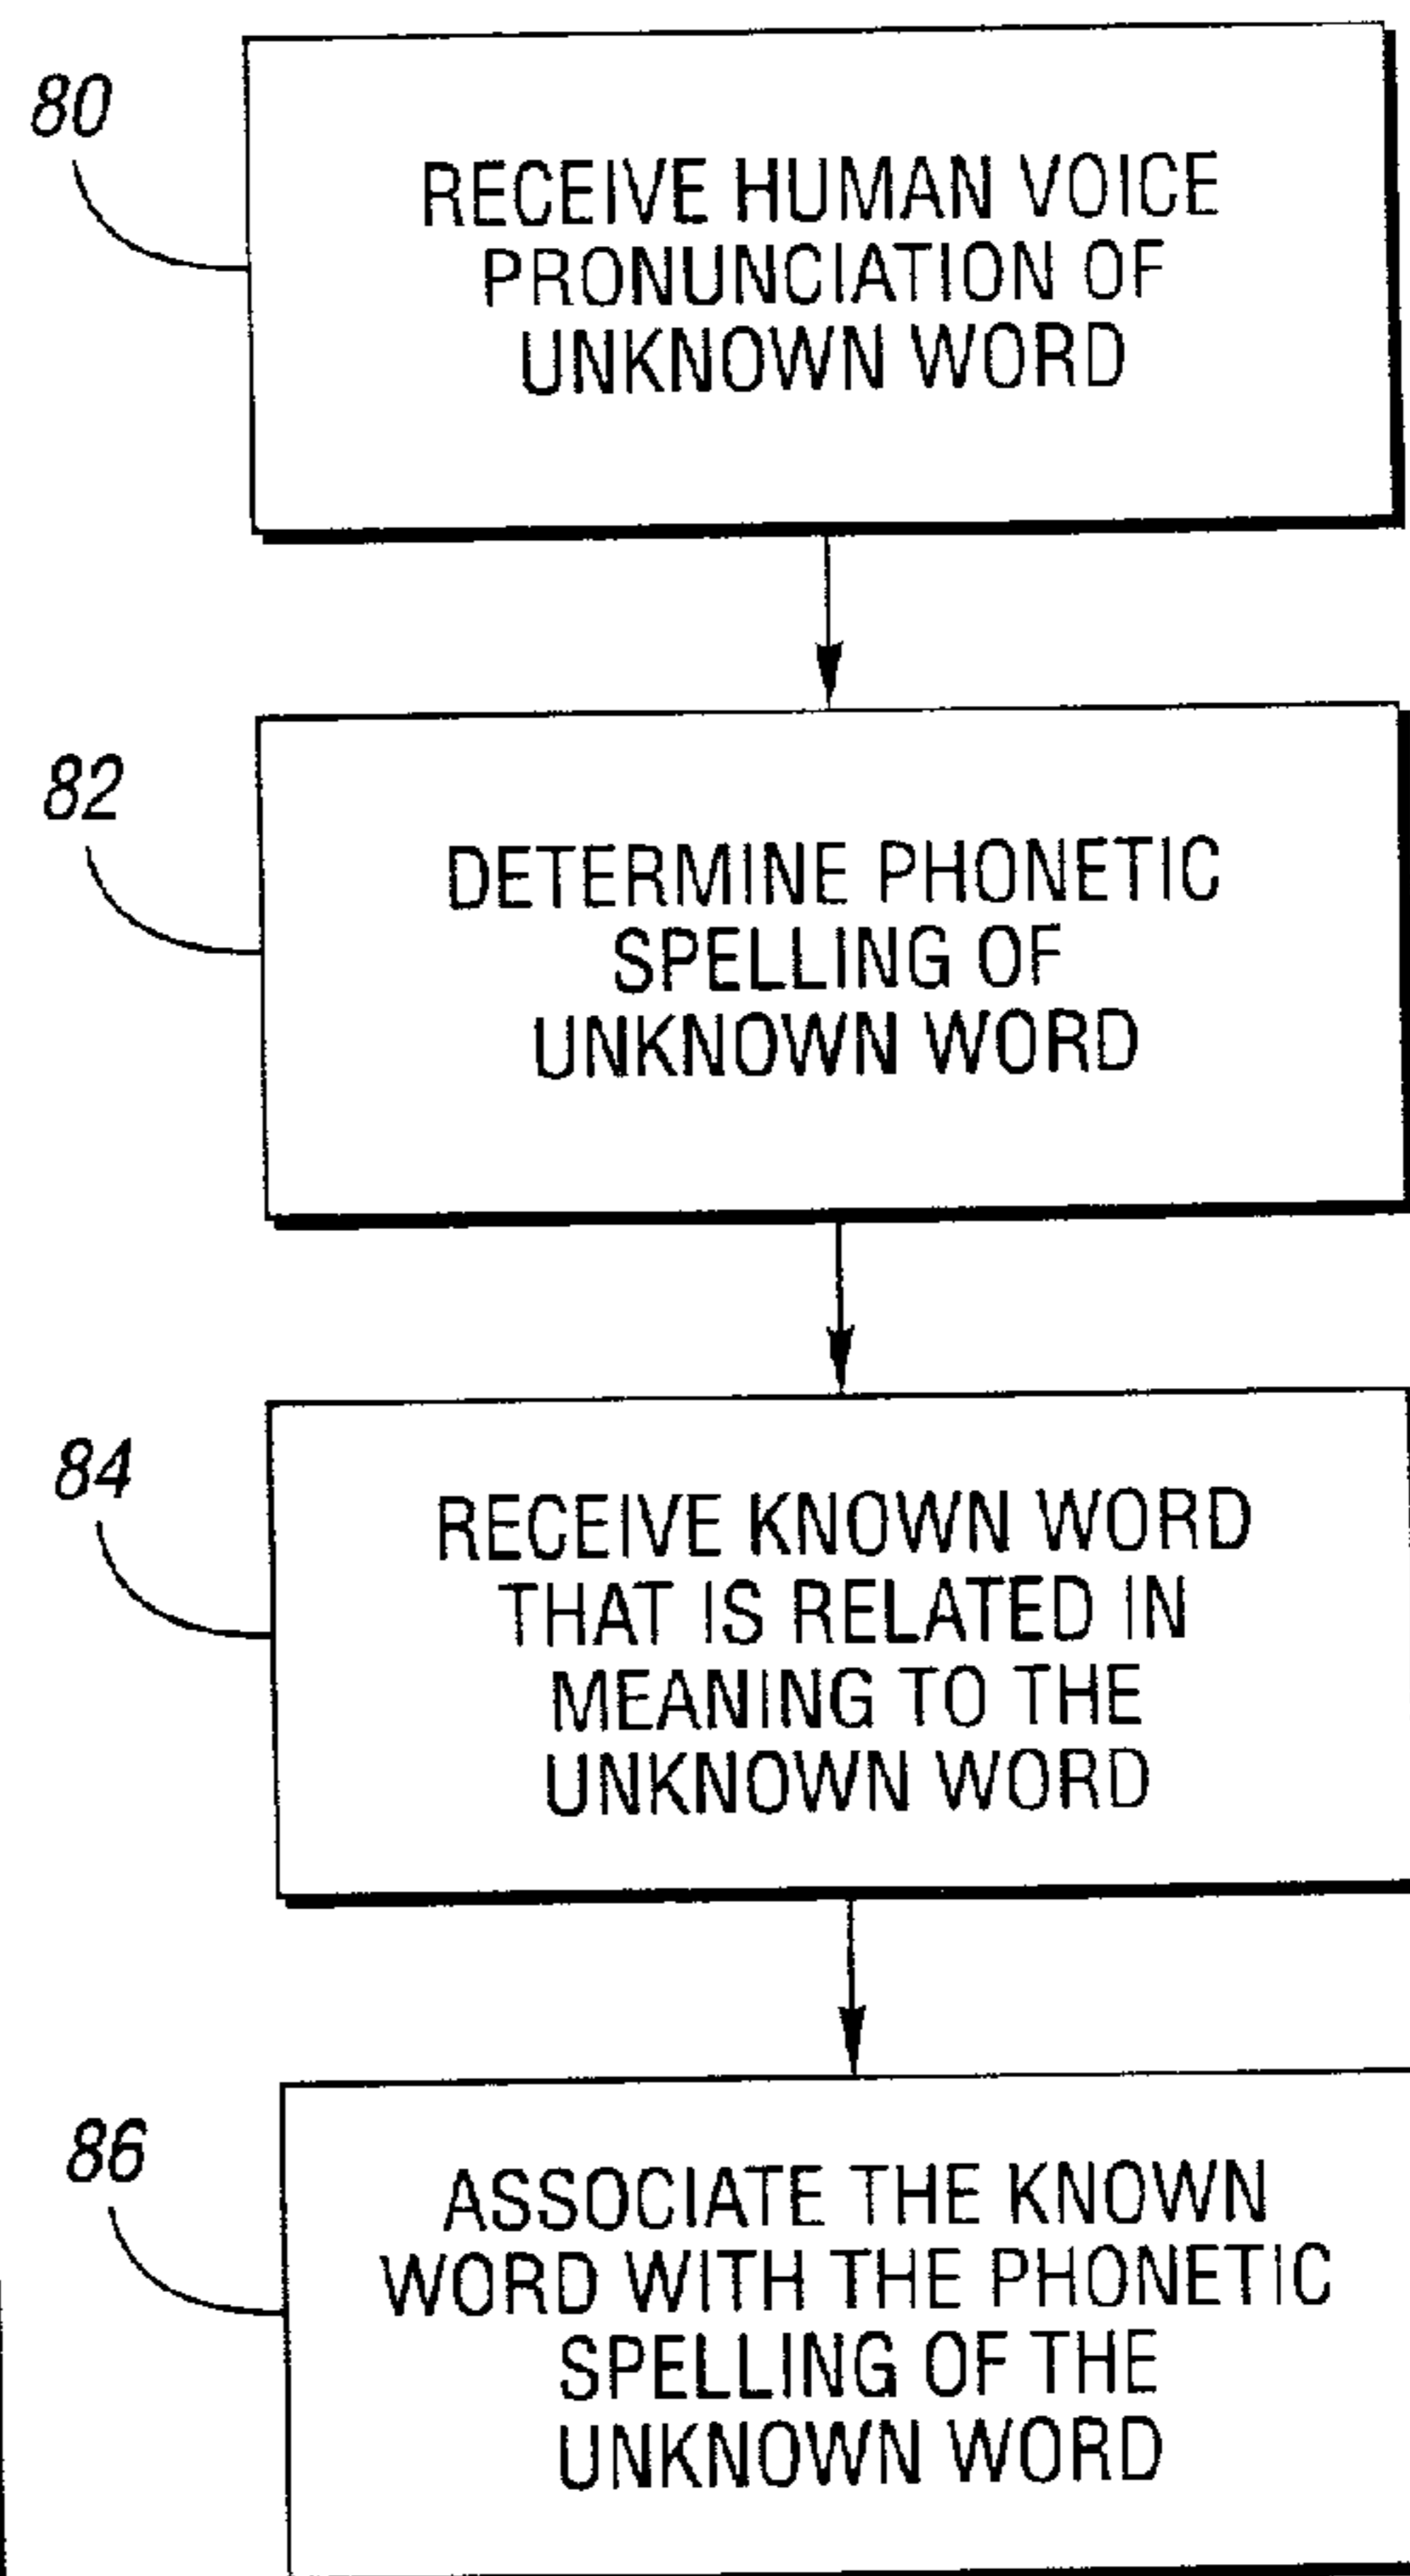 80
RECEIVE HUMAN VOICE
PRONUNCIATION OF
UNKNOWN WORD
82
DETERMINE PHONETIC
SPELLING OF
UNKNOWN WORD
84
RECEIVE KNOWN WORD
THAT IS RELATED IN
MEANING TO THE
UNKNOWN WORD
86
ASSOCIATE THE KNOWN
WORD WITH THE PHONETIC
SPELLING OF THE
UNKNOWN WORD